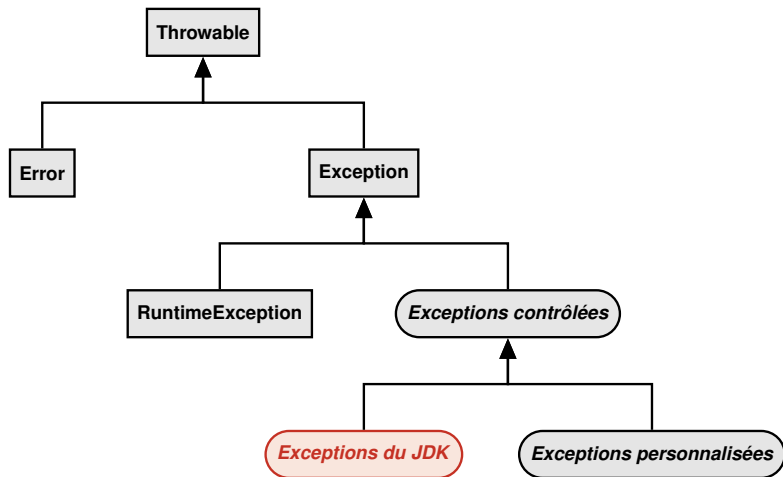 Throwable
Error
Exception
RuntimeException
Exceptions contrôlées
Exceptions du JDK
Exceptions personnalisées